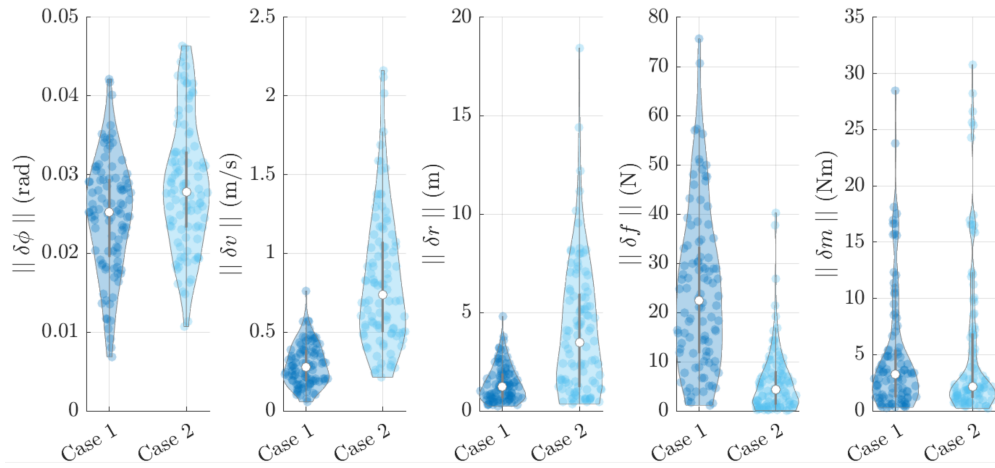 || δϕ || (rad)
0.05
0.04
0.03
0.02
0.01
0
Case 1
Case 2
|| δv || (m/s)
2.5
2
1.5
1
0.5
0
Case 1
Case 2
|| δr || (m)
20
15
10
5
0
Case 1
Case 2
|| δf || (N)
80
70
60
50
40
30
20
10
0
Case 1
Case 2
|| δm || (Nm)
35
30
25
20
15
10
5
0
Case 1
Case 2